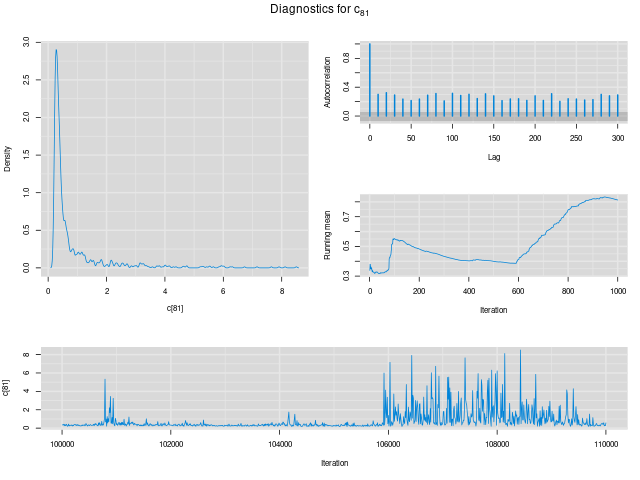 Diagnostics for c81
Density
0.0 0.5 1.0 1.5 2.0 2.5 3.0
0 2 4 6 8
c[81]
Autocorrelation
0.0 0.4 0.8
0 50 100 150 200 250 300
Lag
Running mean
0.3 0.5 0.7
0 200 400 600 800 1000
Iteration
c[81]
0 2 4 6 8
100000 102000 104000 106000 108000 110000
Iteration